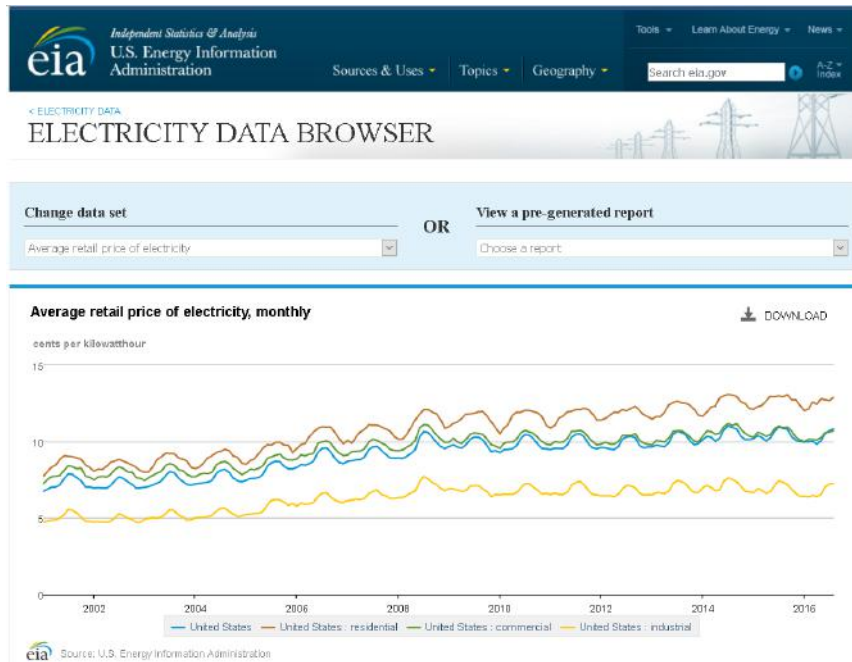 Independent Statistics & Analysis
U.S. Energy Information
Administration
eia
Tools
Learn About Energy
News
Sources & Uses
Topics
Geography
Search eia.gov
A-Z
Index
< ELECTRICITY DATA
ELECTRICITY DATA BROWSER
Change data set
Average retail price of electricity
OR
View a pre-generated report
Choose a report
Average retail price of electricity, monthly
DOWNLOAD
cents per kilowatthour
15
10
5
0
2002 2004 2006 2008 2010 2012 2014 2016
United States United States : residential United States : commercial United States : industrial
eia Source: U.S. Energy Information Administration